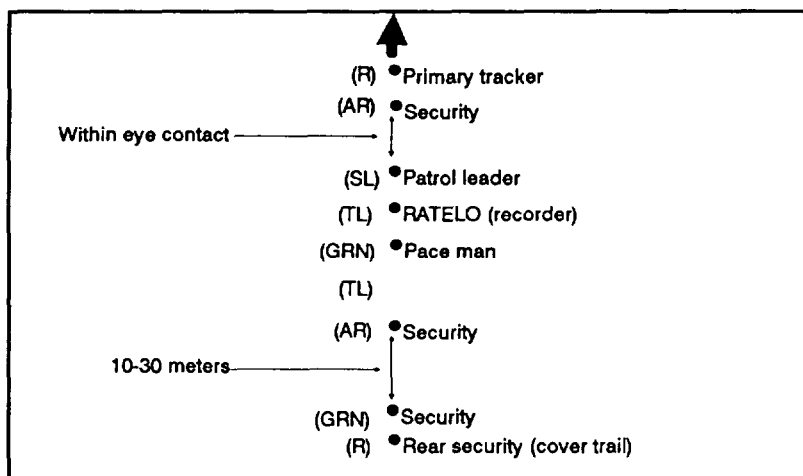 (R) Primary tracker
(AR) Security
Within eye contact
(SL) Patrol leader
(TL) RATELO (recorder)
(GRN) Pace man
(TL)
(AR) Security
10-30 meters
(GRN) Security
(R) Rear security (cover trail)